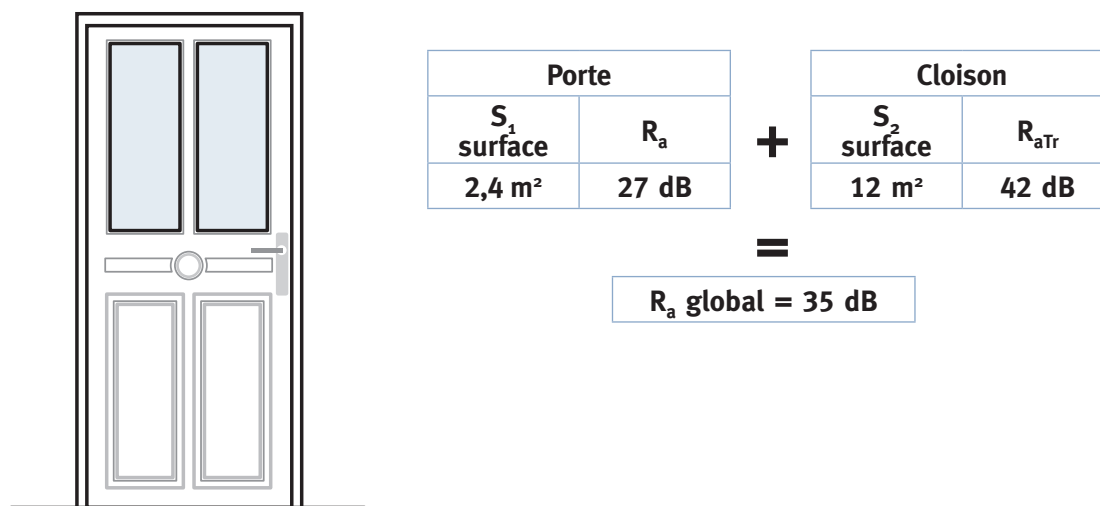 Porte
S₁ surface
Rₐ
2,4 m²
27 dB
+
Cloison
S₂ surface
RₐTr
12 m²
42 dB
=
Rₐ global = 35 dB